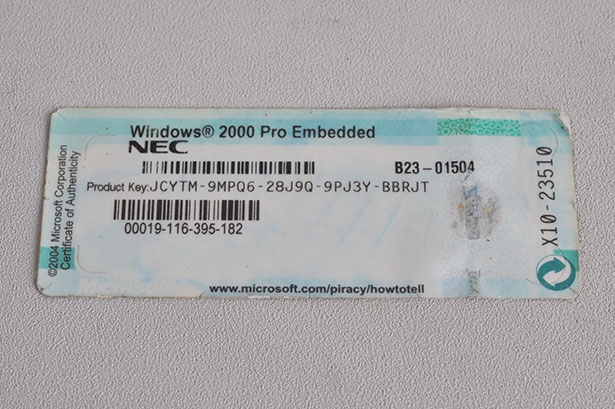 Windows® 2000 Pro Embedded
NEC
B23-01504
Product Key:JCYTM-9MPQ6-28J9Q-9PJ3Y-BBRJT
00019-116-395-182
www.microsoft.com/piracy/howtotell
©2004 Microsoft Corporation
Certificate of Authenticity
X10-23510